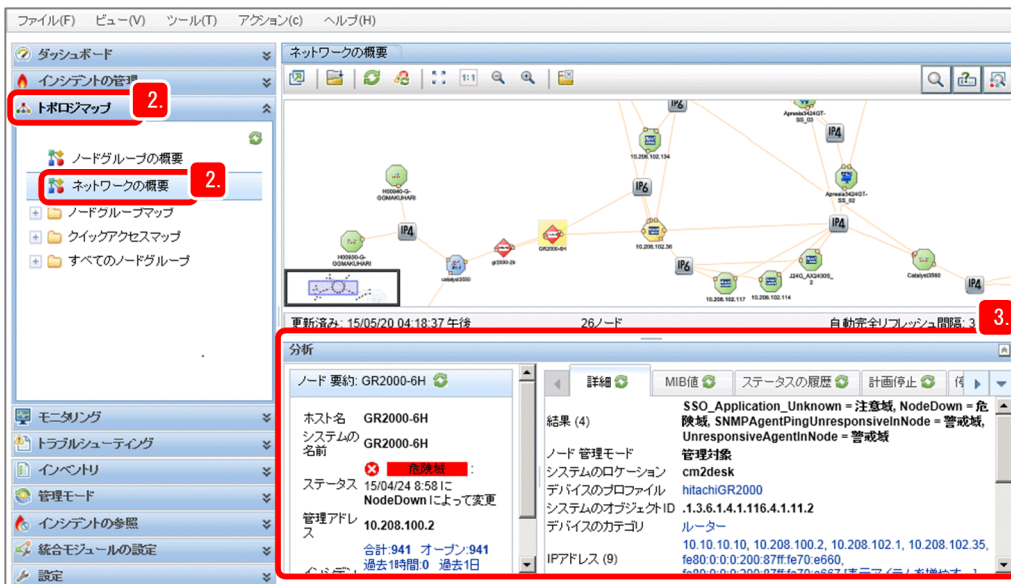 ファイル(F) ビュー(V) ツール(T) アクション(c) ヘルプ(H)
ダッシュボード
インシデントの管理
トポロジマップ
2.
ノードグループの概要
ネットワークの概要
2.
ノードグループマップ
クイックアクセスマップ
すべてのノードグループ
モニタリング
トラブルシューティング
インベントリ
管理モード
インシデントの参照
統合モジュールの設定
設定
ネットワークの概要
1:1
IP6
Apresia3424GT-
SS_03
IP4
10.208.102.134
H00940-G-
GGMAKUHARI
IP6
Apresia3424GT-
SS_02
IP4
IP4
H00930-G-
GGMAKUHARI
GR2000-6H
10.208.102.36
gr2000-2b
catalyst3550
IP6
J24G_AX2430S_
2
Catalyst3560
IP4
10.208.102.117
10.208.102.114
更新済み: 15/05/20 04:18:37 午後
26ノード
自動完全リフレッシュ間隔: 3
3.
分析
ノード 要約: GR2000-6H
ホスト名 GR2000-6H
システムの
名前 GR2000-6H
危険域 :
ステータス 15/04/24 8:58 に
NodeDown によって変更
管理アドレ
ス 10.208.100.2
合計:941 オープン:941
過去1時間:0 過去1日
詳細 MIB値 ステータスの履歴 計画停止
結果 (4) SSO_Application_Unknown = 注意域, NodeDown = 危
険域, SNMPAgentPingUnresponsiveInNode = 警戒域,
UnresponsiveAgentInNode = 警戒域
ノード 管理モード 管理対象
システムのロケーション cm2desk
デバイスのプロファイル hitachiGR2000
システムのオブジェクトID .1.3.6.1.4.1.116.4.1.11.2
デバイスのカテゴリ ルーター
IPアドレス (9) 10.10.10.10, 10.208.100.2, 10.208.102.1, 10.208.102.35,
fe80:0:0:0:200:87ff:fe70:e660,